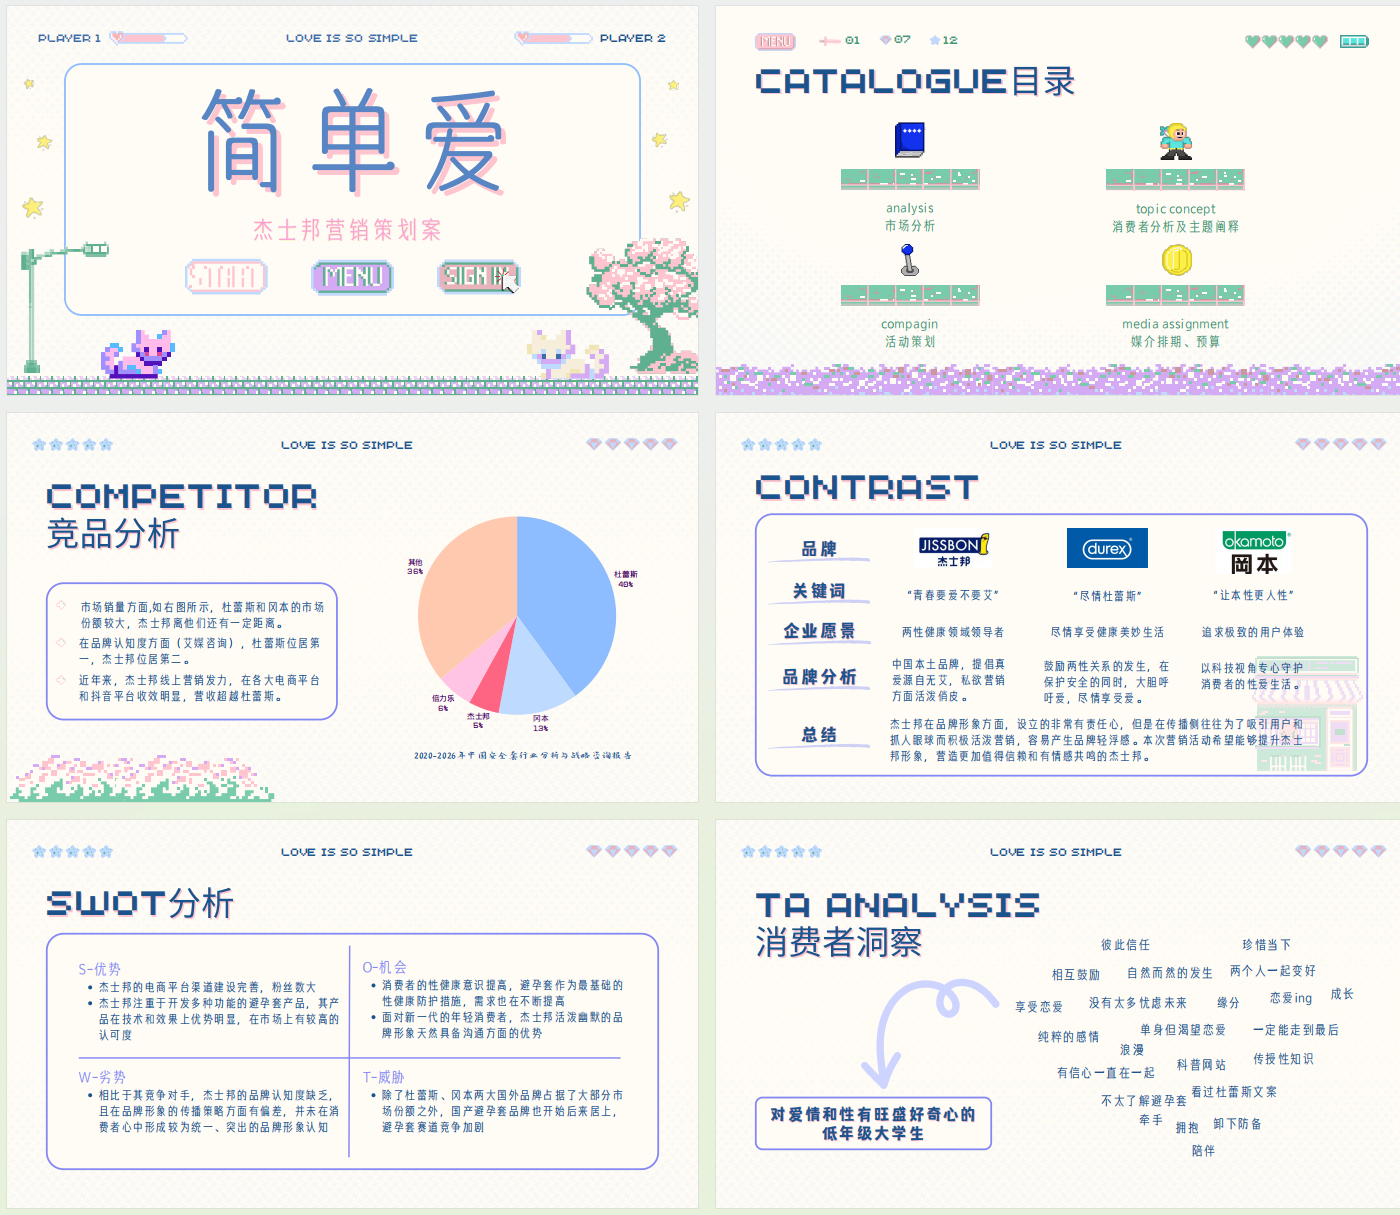 PLAYER 1
LOVE IS SO SIMPLE
PLAYER 2
简单爱
杰士邦营销策划案
START
MENU
SIGN IN
MENU
01
07
12
CATALOGUE目录
analysis
市场分析
topic concept
消费者分析及主题阐释
compagin
活动策划
media assignment
媒介排期、预算
LOVE IS SO SIMPLE
COMPETITOR
竞品分析
市场销量方面,如右图所示，杜蕾斯和冈本的市场
份额较大，杰士邦离他们还有一定距离。
在品牌认知度方面（艾媒咨询），杜蕾斯位居第
一，杰士邦位居第二。
近年来，杰士邦线上营销发力，在各大电商平台
和抖音平台收效明显，营收超越杜蕾斯。
其他
36%
杜蕾斯
40%
倍力乐
6%
杰士邦
5%
冈本
13%
2020-2026年中国安全套行业分析与战略咨询报告
LOVE IS SO SIMPLE
CONTRAST
品牌
JISSBON
杰士邦
durex
okamoto
岡本
关键词
“青春要爱不要艾”
“尽情杜蕾斯”
“让本性更人性”
企业愿景
两性健康领域领导者
尽情享受健康美妙生活
追求极致的用户体验
品牌分析
中国本土品牌，提倡真
爱源自无艾，私欲营销
方面活泼俏皮。
鼓励两性关系的发生，在
保护安全的同时，大胆呼
吁爱，尽情享受爱。
以科技视角专心守护
消费者的性爱生活。
总结
杰士邦在品牌形象方面，设立的非常有责任心，但是在传播侧往往为了吸引用户和
抓人眼球而积极活泼营销，容易产生品牌轻浮感。本次营销活动希望能够提升杰士
邦形象，营造更加值得信赖和有情感共鸣的杰士邦。
LOVE IS SO SIMPLE
SWOT分析
S-优势
杰士邦的电商平台渠道建设完善，粉丝数大
杰士邦注重于开发多种功能的避孕套产品，其产
品在技术和效果上优势明显，在市场上有较高的
认可度
O-机会
消费者的性健康意识提高，避孕套作为最基础的
性健康防护措施，需求也在不断提高
面对新一代的年轻消费者，杰士邦活泼幽默的品
牌形象天然具备沟通方面的优势
W-劣势
相比于其竞争对手，杰士邦的品牌认知度缺乏，
且在品牌形象的传播策略方面有偏差，并未在消
费者心中形成较为统一、突出的品牌形象认知
T-威胁
除了杜蕾斯、冈本两大国外品牌占据了大部分市
场份额之外，国产避孕套品牌也开始后来居上，
避孕套赛道竞争加剧
LOVE IS SO SIMPLE
TA ANALYSIS
消费者洞察
彼此信任
珍惜当下
相互鼓励
自然而然的发生
两个人一起变好
享受恋爱
没有太多忧虑未来
缘分
恋爱ing
成长
纯粹的感情
单身但渴望恋爱
一定能走到最后
浪漫
科普网站
传授性知识
有信心一直在一起
不太了解避孕套
看过杜蕾斯文案
牵手
拥抱
卸下防备
陪伴
对爱情和性有旺盛好奇心的
低年级大学生